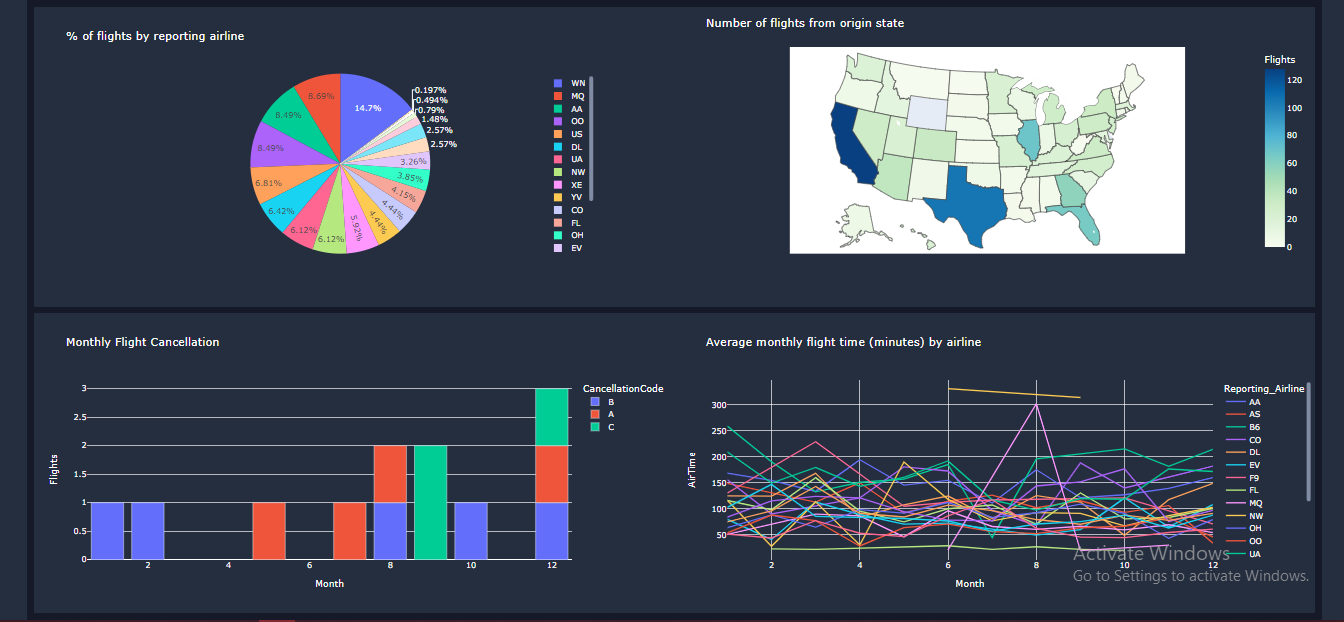 % of flights by reporting airline
14.7%
8.69%
8.49%
8.49%
6.81%
6.42%
6.12%
6.12%
5.92%
4.44%
4.44%
4.15%
3.85%
3.26%
2.57%
2.57%
1.48%
0.79%
0.494%
0.197%
WN
MQ
AA
OO
US
DL
UA
NW
XE
YV
CO
FL
OH
EV
Number of flights from origin state
Flights
120
100
80
60
40
20
0
Monthly Flight Cancellation
Flights
3
2.5
2
1.5
1
0.5
0
2 4 6 8 10 12
Month
CancellationCode
B
A
C
Average monthly flight time (minutes) by airline
AirTime
300
250
200
150
100
50
2 4 6 8 10 12
Month
Reporting_Airline
AA
AS
B6
CO
DL
EV
F9
FL
MQ
NW
OH
OO
UA
Activate Windows
Go to Settings to activate Windows.